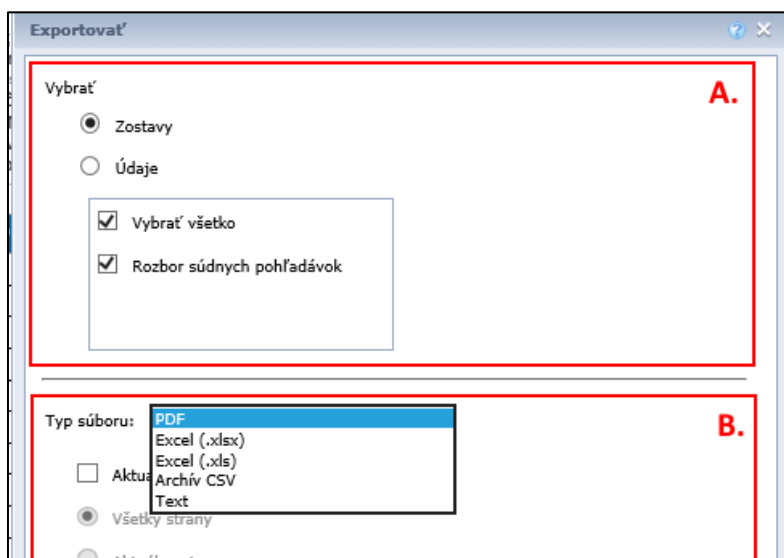 Exportovať
Vybrať
A.
Zostavy
Údaje
Vybrať všetko
Rozbor súdnych pohľadávok
Typ súboru:
PDF
B.
Excel (.xlsx)
Excel (.xls)
Archív CSV
Text
Všetky strany